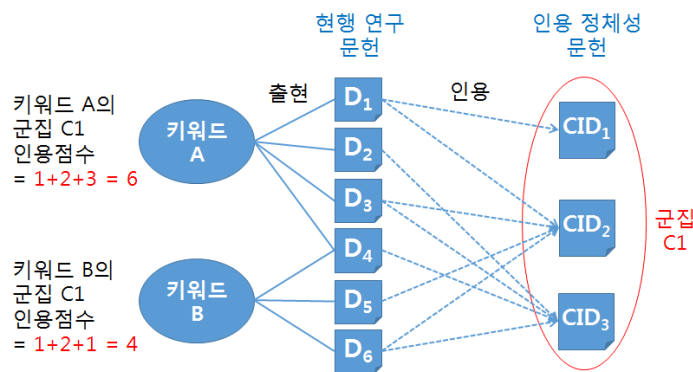 현행 연구
문헌
인용 정체성
문헌
출현
인용
키워드 A의
군집 C1
인용점수
= 1+2+3 = 6
키워드
A
키워드 B의
군집 C1
인용점수
= 1+2+1 = 4
키워드
B
D1
D2
D3
D4
D5
D6
CID1
CID2
CID3
군집
C1